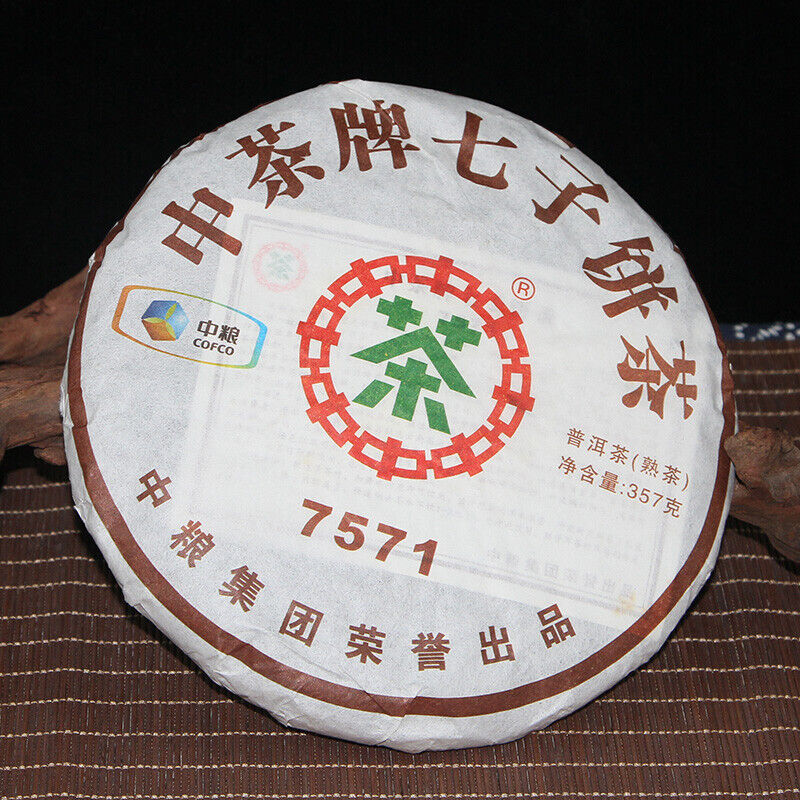 中茶牌七子饼茶
中粮
COFCO
茶
®
普洱茶(熟茶)
净含量:357克
7571
中粮集团荣誉出品